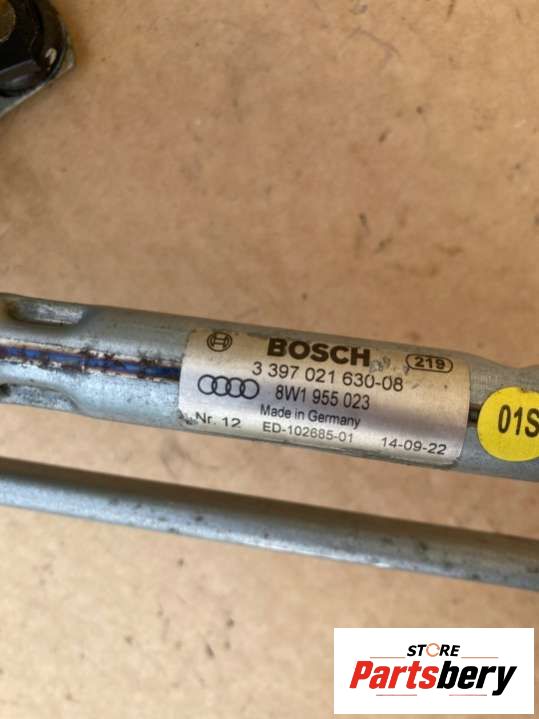 BOSCH
219
3 397 021 630-08
8W1 955 023
Made in Germany
Nr. 12 ED-102685-01 14-09-22
01S
STORE
Partsbery